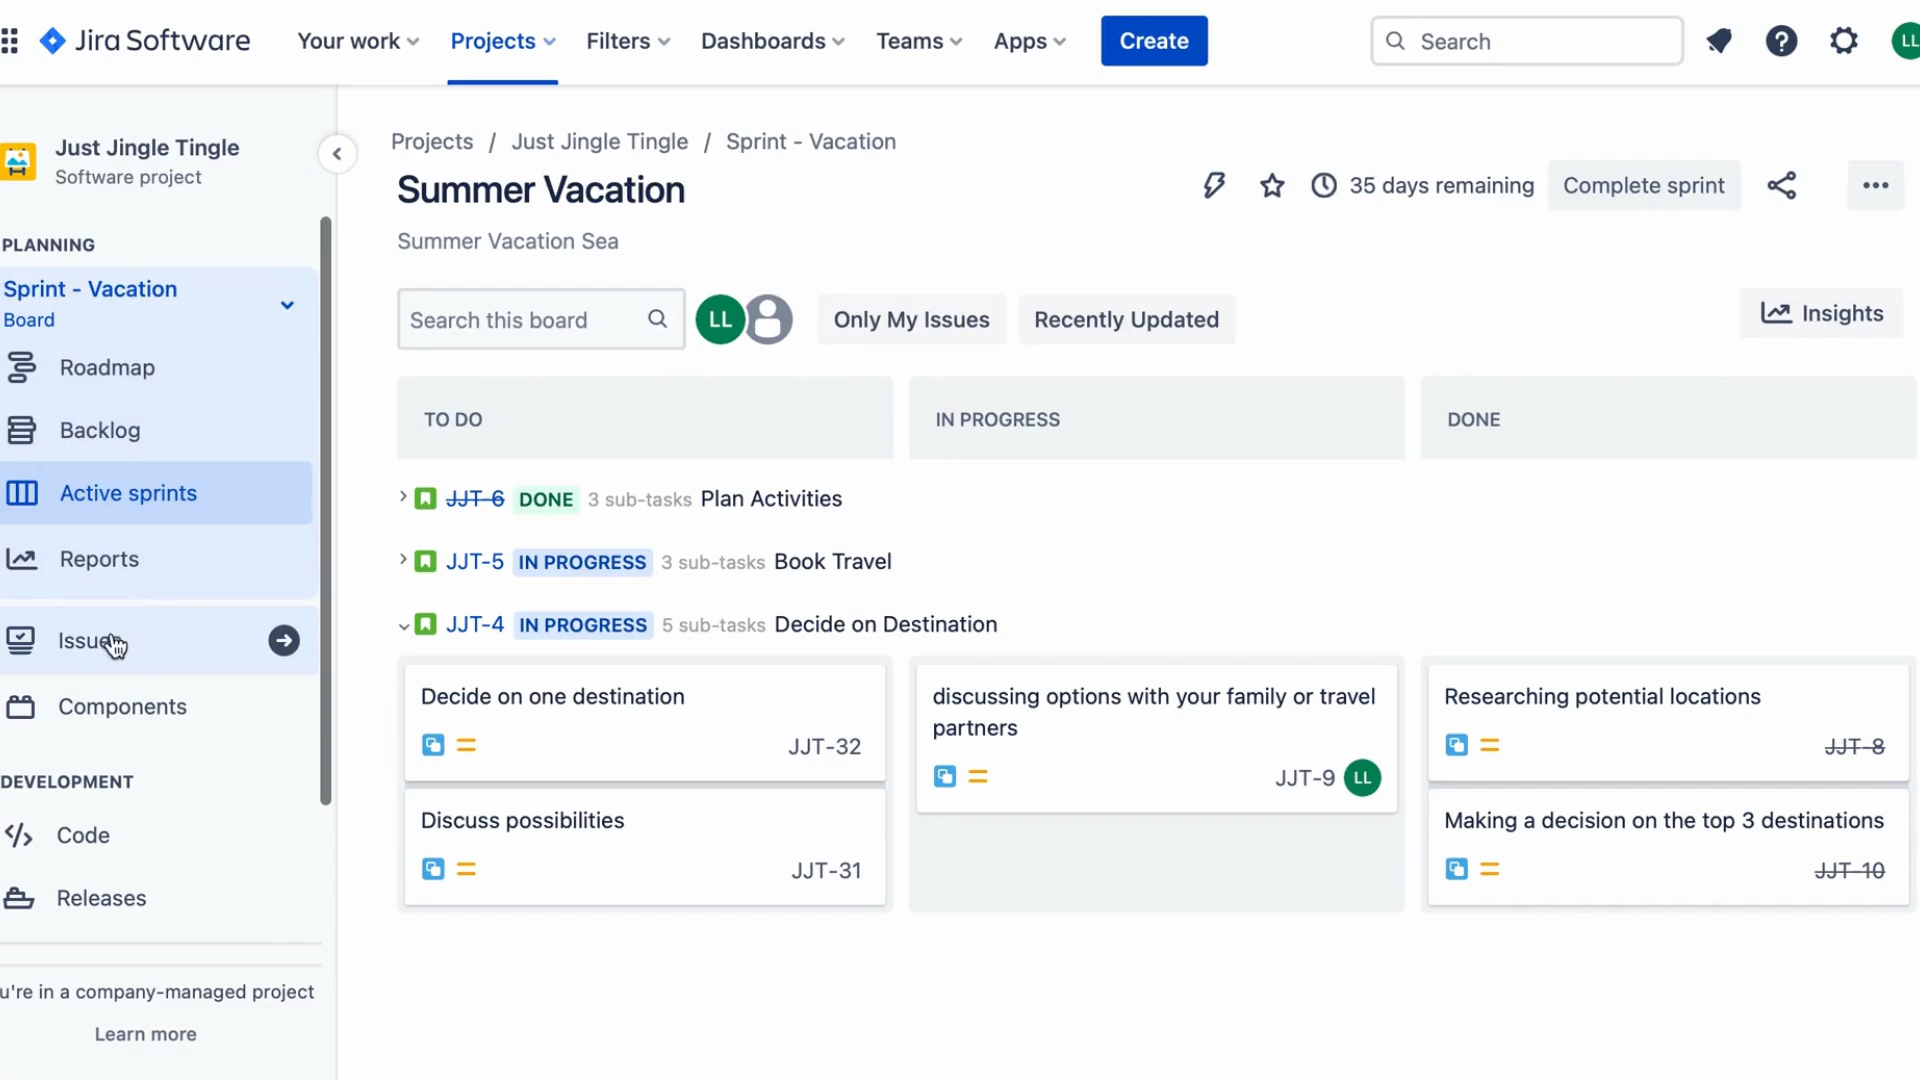 Jira Software
Your work
Projects
Filters
Dashboards
Teams
Apps
Create
Search
LL
Just Jingle Tingle
Software project
PLANNING
Sprint - Vacation
Board
Roadmap
Backlog
Active sprints
Reports
Components
DEVELOPMENT
Code
Releases
u're in a company-managed project
Learn more
Projects / Just Jingle Tingle / Sprint - Vacation
Summer Vacation
35 days remaining
Complete sprint
Summer Vacation Sea
Search this board
LL
Only My Issues
Recently Updated
Insights
TO DO
IN PROGRESS
DONE
JJT-6 DONE 3 sub-tasks Plan Activities
JJT-5 IN PROGRESS 3 sub-tasks Book Travel
JJT-4 IN PROGRESS 5 sub-tasks Decide on Destination
Decide on one destination
JJT-32
Discuss possibilities
JJT-31
discussing options with your family or travel
partners
JJT-9 LL
Researching potential locations
JJT-8
Making a decision on the top 3 destinations
JJT-10